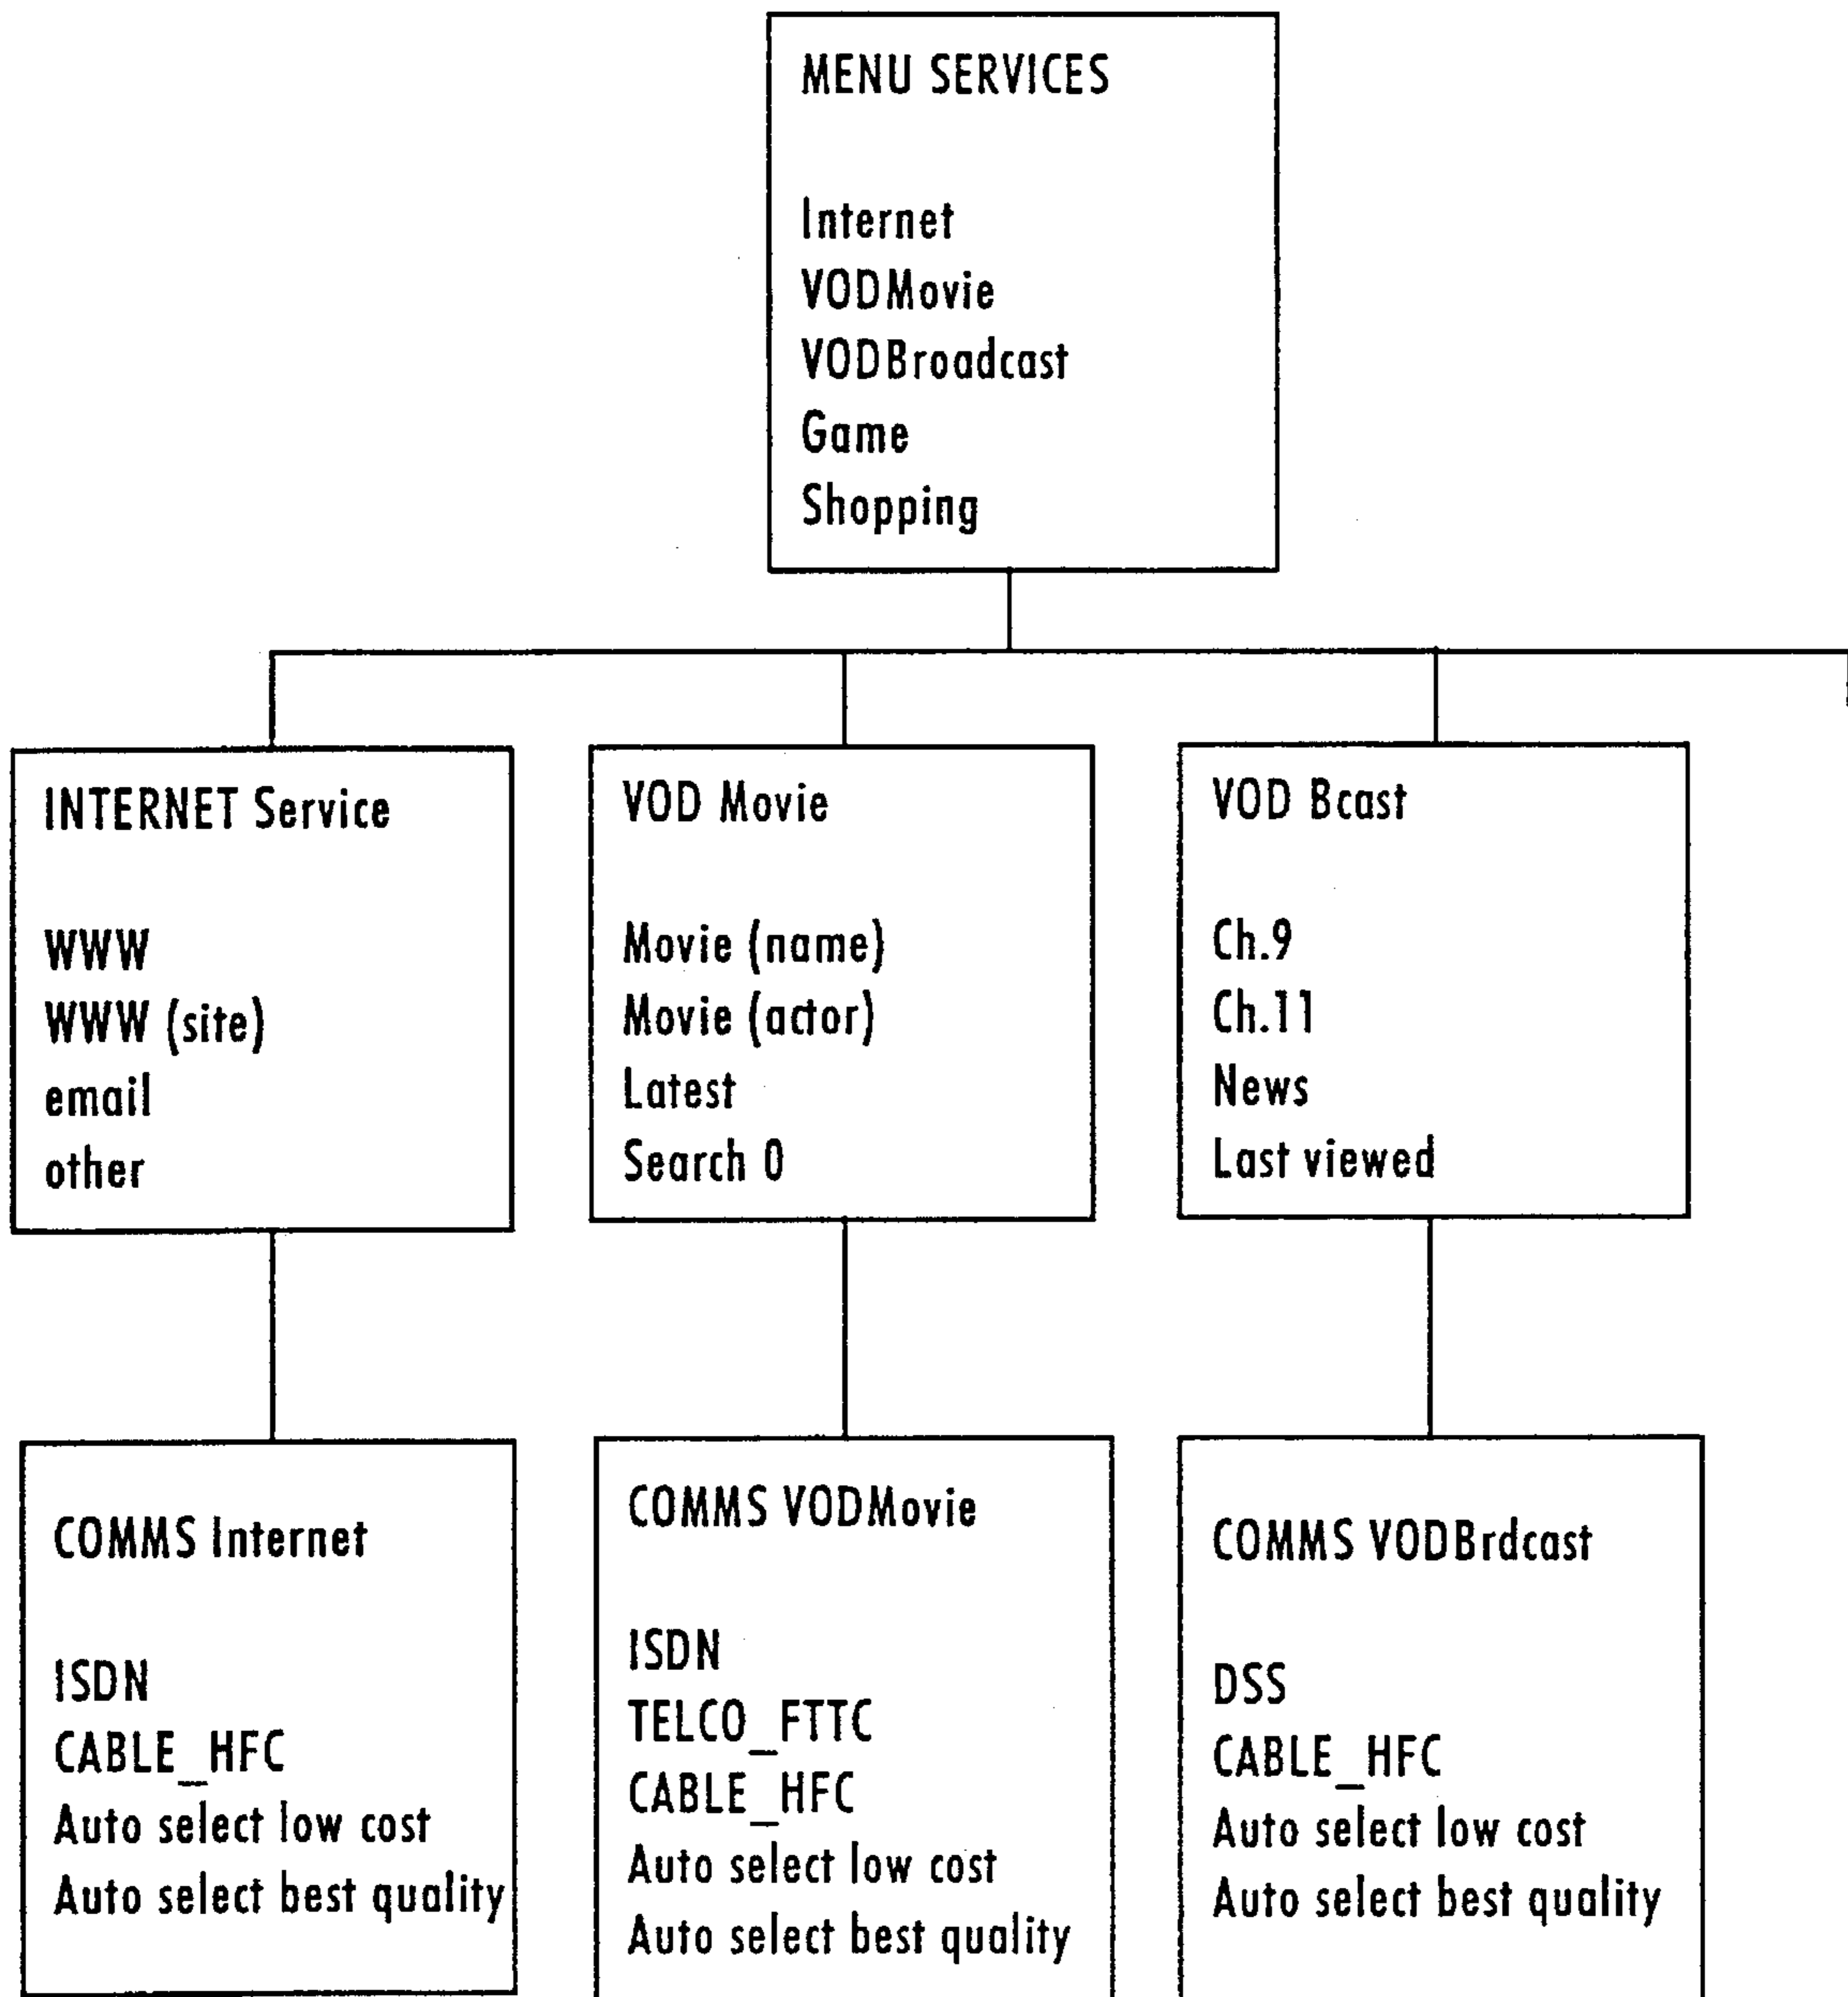 MENU SERVICES
Internet
VODMovie
VODBroadcast
Game
Shopping
INTERNET Service
WWW
WWW (site)
email
other
VOD Movie
Movie (name)
Movie (actor)
Latest
Search 0
VOD Bcast
Ch.9
Ch.11
News
Last viewed
COMMS Internet
ISDN
CABLE_HFC
Auto select low cost
Auto select best quality
COMMS VODMovie
ISDN
TELCO_FTTC
CABLE_HFC
Auto select low cost
Auto select best quality
COMMS VODBrdcast
DSS
CABLE_HFC
Auto select low cost
Auto select best quality